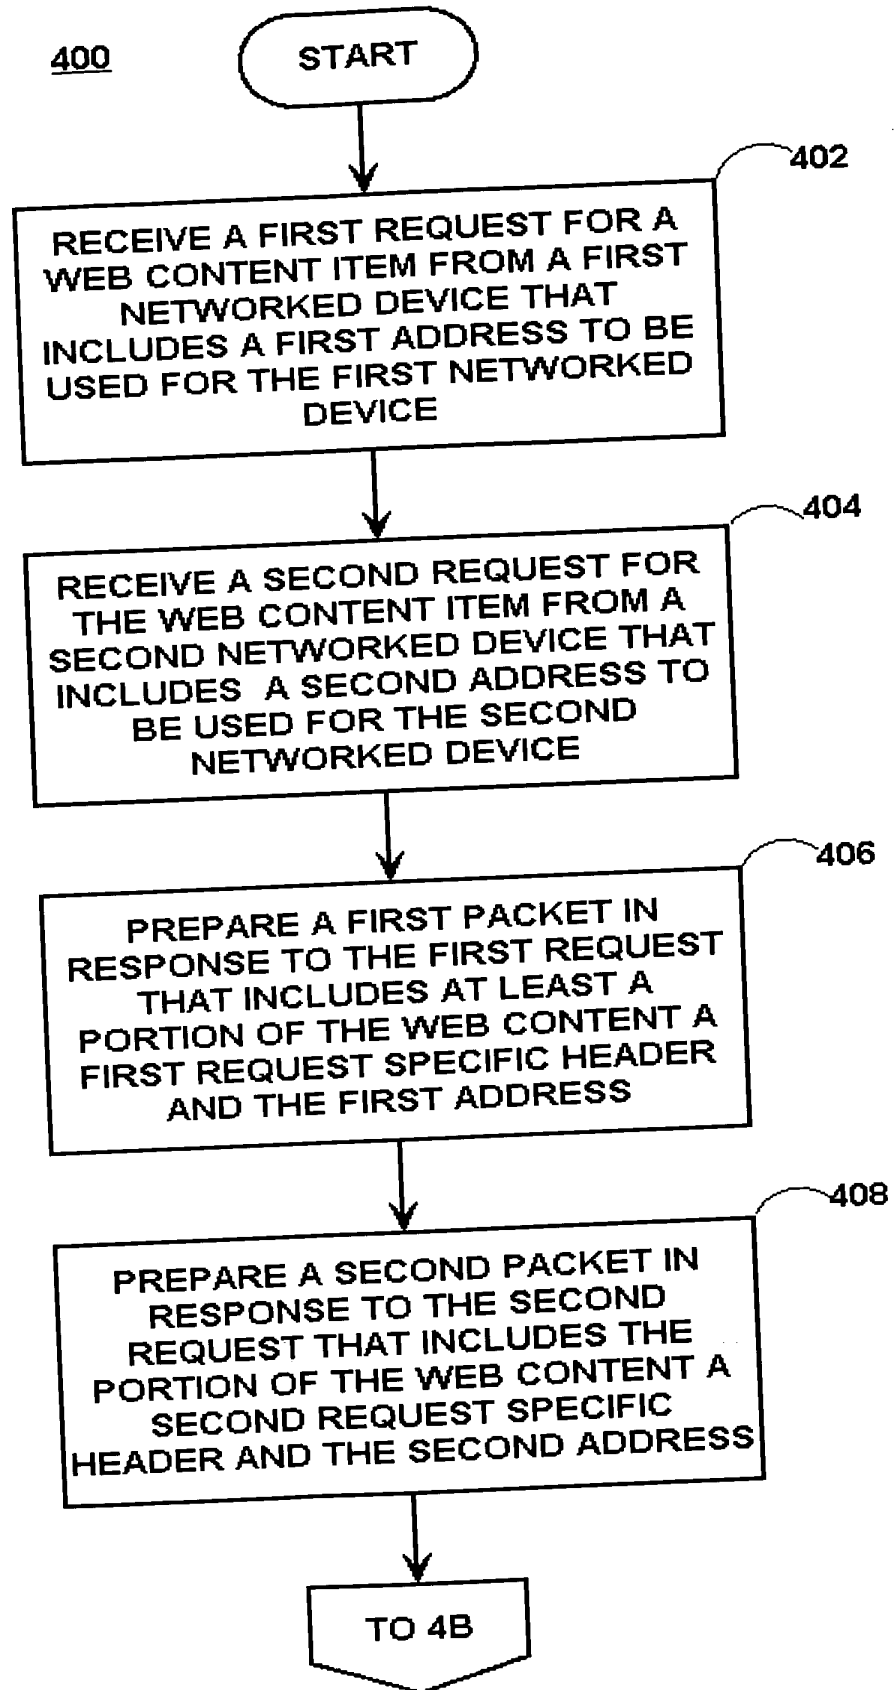 400
START
402
RECEIVE A FIRST REQUEST FOR A
WEB CONTENT ITEM FROM A FIRST
NETWORKED DEVICE THAT
INCLUDES A FIRST ADDRESS TO BE
USED FOR THE FIRST NETWORKED
DEVICE
404
RECEIVE A SECOND REQUEST FOR
THE WEB CONTENT ITEM FROM A
SECOND NETWORKED DEVICE THAT
INCLUDES A SECOND ADDRESS TO
BE USED FOR THE SECOND
NETWORKED DEVICE
406
PREPARE A FIRST PACKET IN
RESPONSE TO THE FIRST REQUEST
THAT INCLUDES AT LEAST A
PORTION OF THE WEB CONTENT A
FIRST REQUEST SPECIFIC HEADER
AND THE FIRST ADDRESS
408
PREPARE A SECOND PACKET IN
RESPONSE TO THE SECOND
REQUEST THAT INCLUDES THE
PORTION OF THE WEB CONTENT A
SECOND REQUEST SPECIFIC
HEADER AND THE SECOND ADDRESS
TO 4B